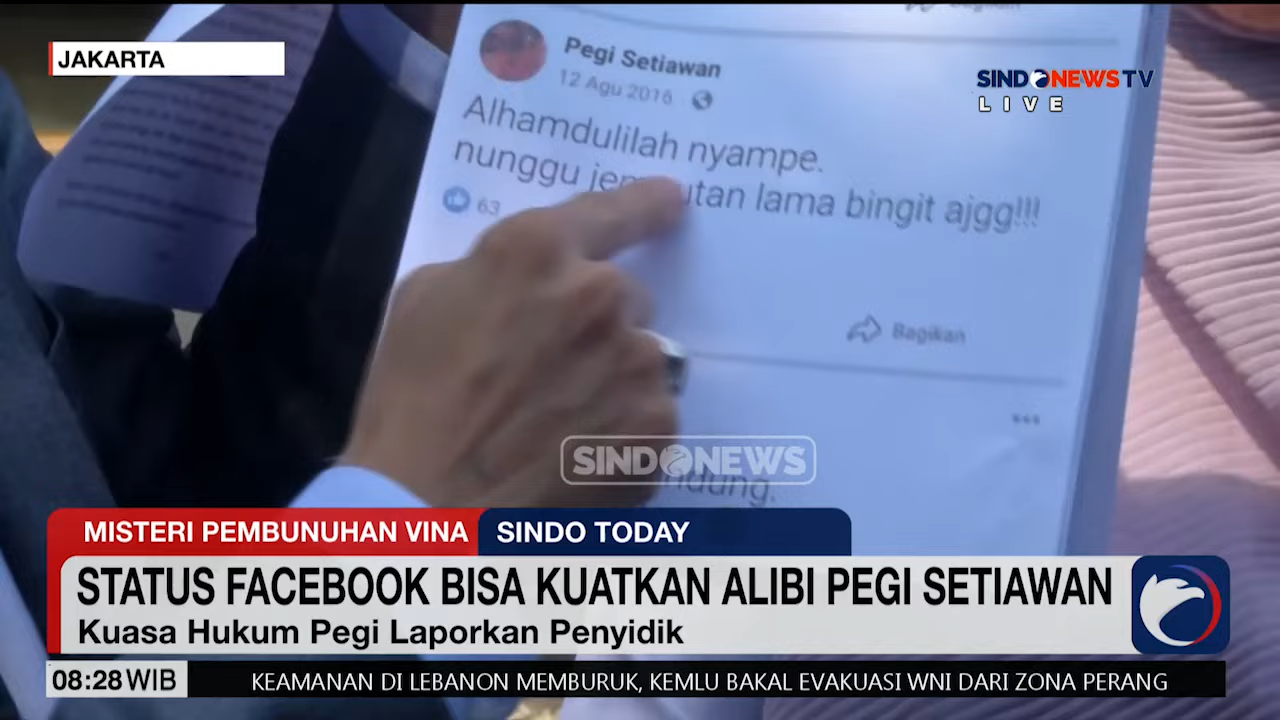 JAKARTA
SINDONEWS TV
LIVE
Pegi Setiawan
12 Agu 2016
Alhamdulilah nyampe.
nunggu lama bingit ajgg!!!
63
Bagikan
SINDONEWS
MISTERI PEMBUNUHAN VINA
SINDO TODAY
STATUS FACEBOOK BISA KUATKAN ALIBI PEGI SETIAWAN
Kuasa Hukum Pegi Laporkan Penyidik
08:28 WIB
KEAMANAN DI LEBANON MEMBURUK, KEMLU BAKAL EVAKUASI WNI DARI ZONA PERANG